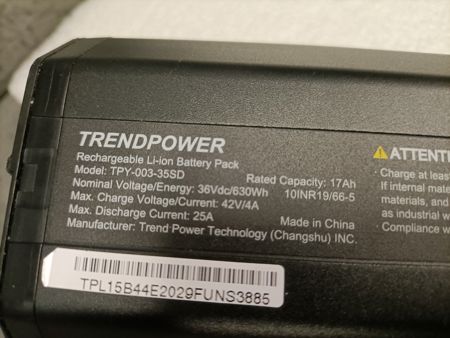 TRENDPOWER
Rechargeable Li-ion Battery Pack
Model: TPY-003-35SD
Rated Capacity: 17Ah
Nominal Voltage/Energy: 36Vdc/630Wh
10INR19/66-5
Max. Charge Voltage/Current: 42V/4A
Max. Discharge Current: 25A
Made in China
Manufacturer: Trend Power Technology (Changshu) INC.
TPL15B44E2029FUNS3885
Charge at least
If internal mate
materials, and
as industrial w
Compliance w